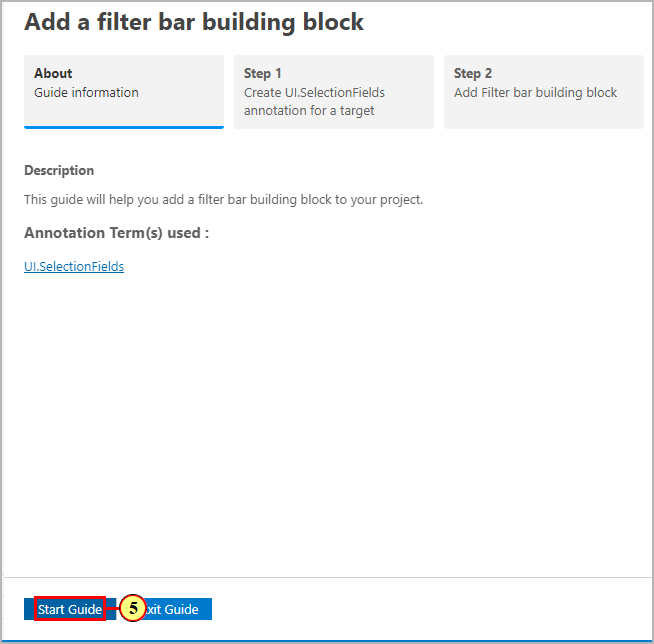 Add a filter bar building block
About
Guide information
Step 1
Create UI.SelectionFields
annotation for a target
Step 2
Add Filter bar building block
Description
This guide will help you add a filter bar building block to your project.
Annotation Term(s) used :
UI.SelectionFields
Start Guide
5
xit Guide